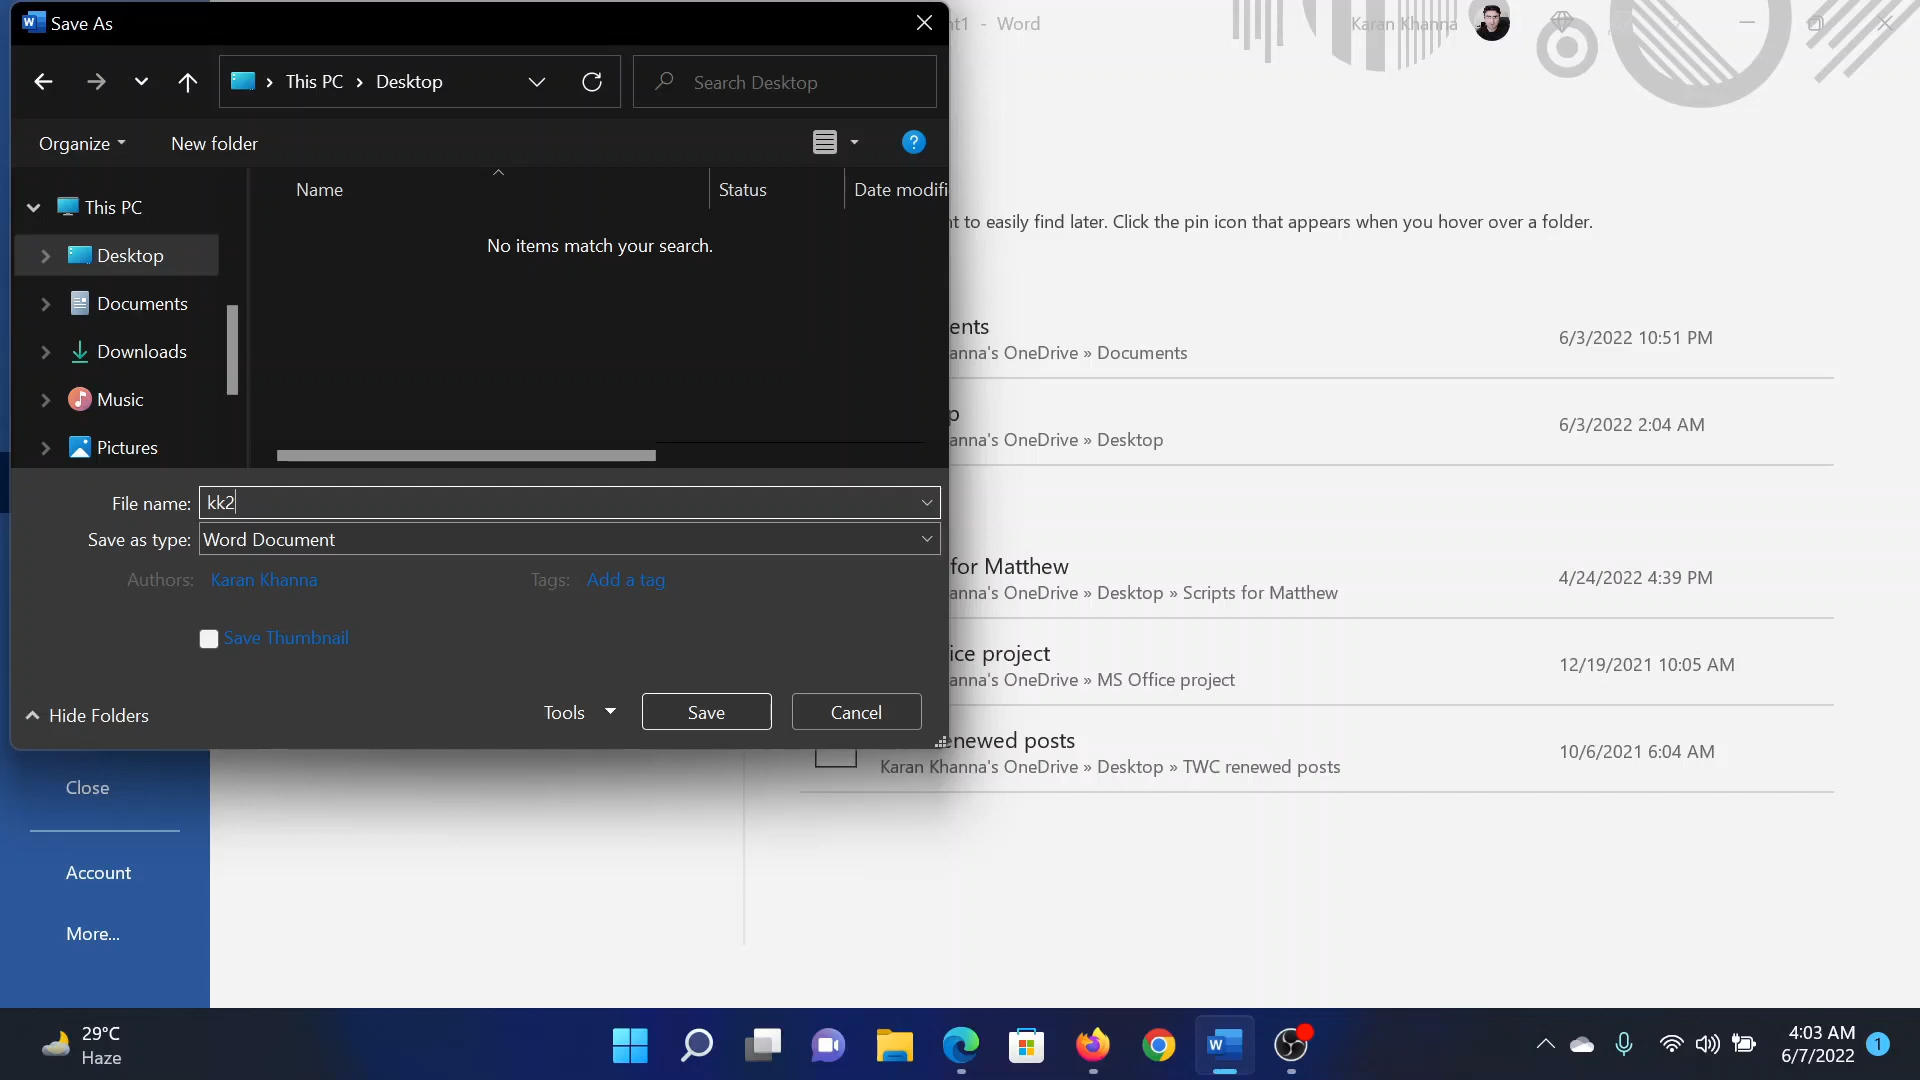 Save As
nt1 - Word
Karan Khanna
This PC
Desktop
Search Desktop
Organize
New folder
?
Name
Status
Date modifi
No items match your search.
This PC
Desktop
Documents
Downloads
Music
Pictures
nt to easily find later. Click the pin icon that appears when you hover over a folder.
ents
anna's OneDrive » Documents
6/3/2022 10:51 PM
p
anna's OneDrive » Desktop
6/3/2022 2:04 AM
for Matthew
anna's OneDrive » Desktop » Scripts for Matthew
4/24/2022 4:39 PM
ice project
anna's OneDrive » MS Office project
12/19/2021 10:05 AM
enewed posts
Karan Khanna's OneDrive » Desktop » TWC renewed posts
10/6/2021 6:04 AM
File name: kk2
Save as type: Word Document
Authors: Karan Khanna
Tags: Add a tag
Save Thumbnail
Hide Folders
Tools
Save
Cancel
Close
Account
More...
29°C
Haze
W
4:03 AM
6/7/2022
1